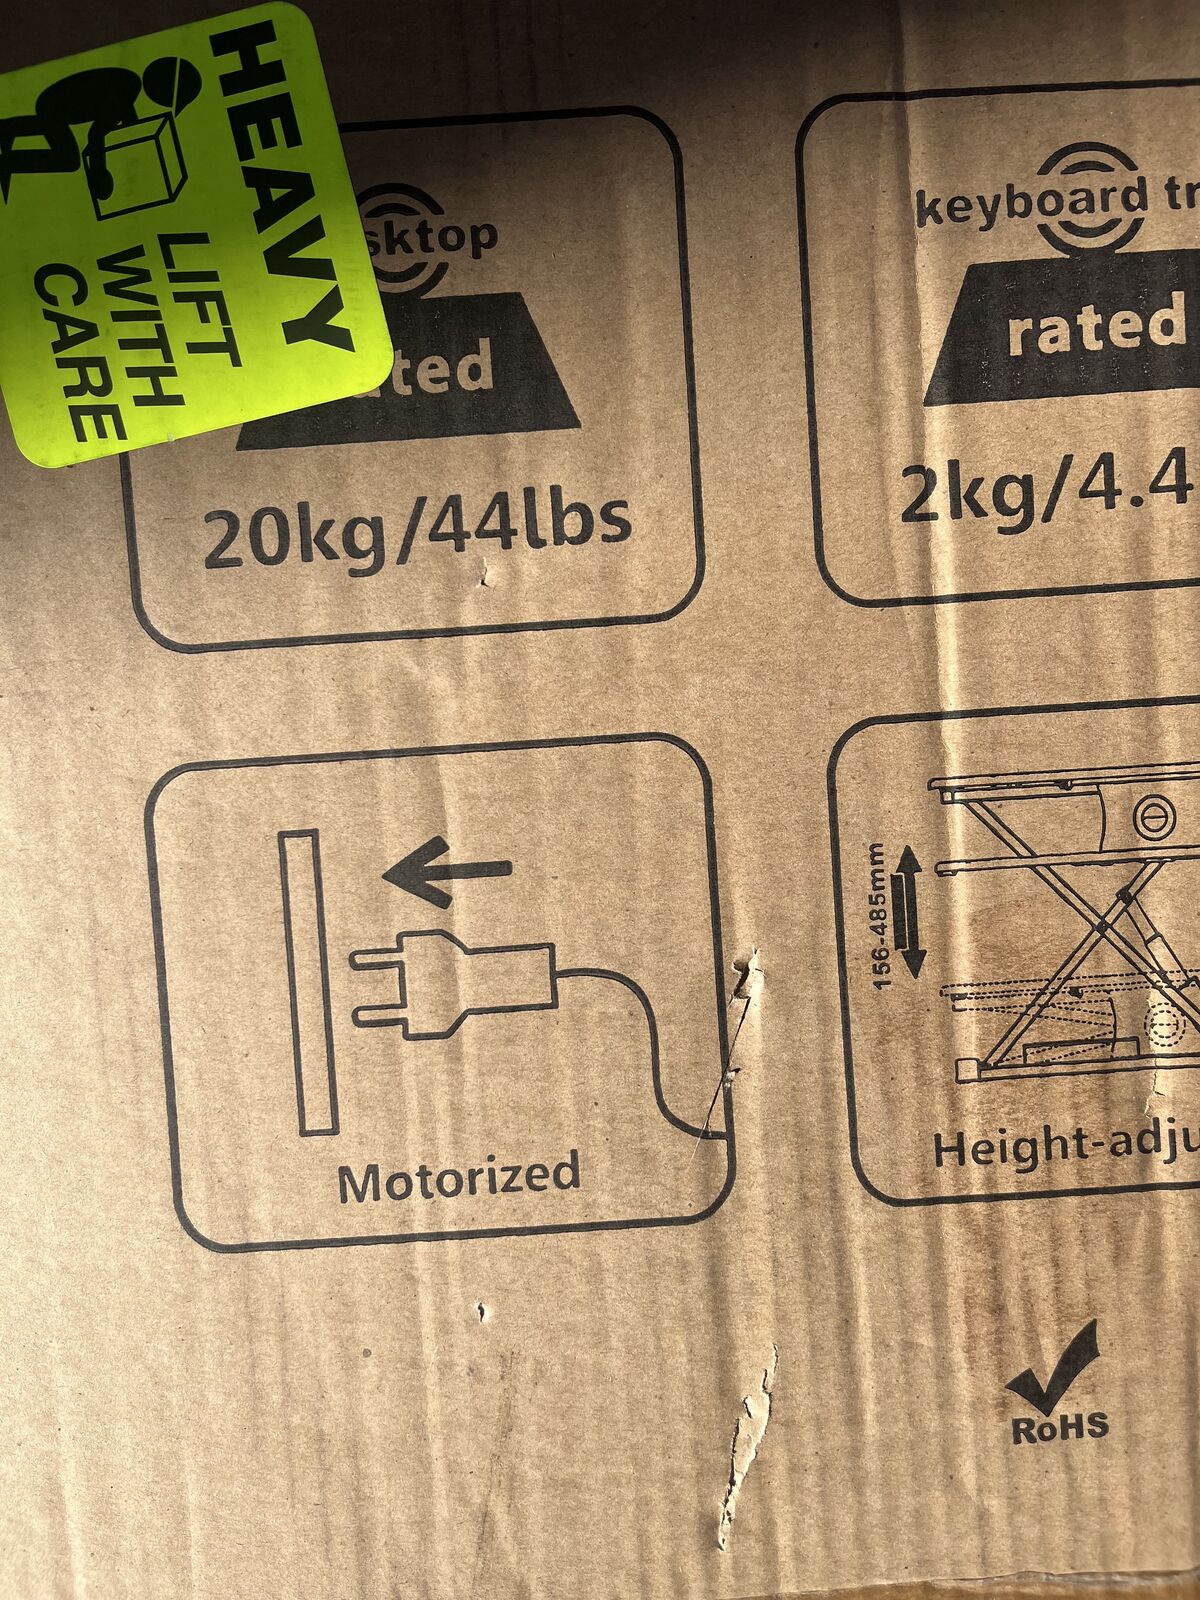 HEAVY
LIFT
WITH
CARE
sktop
ted
20kg/44lbs
keyboard tr
rated
2kg/4.4
Motorized
156-485mm
Height-adju
RoHS